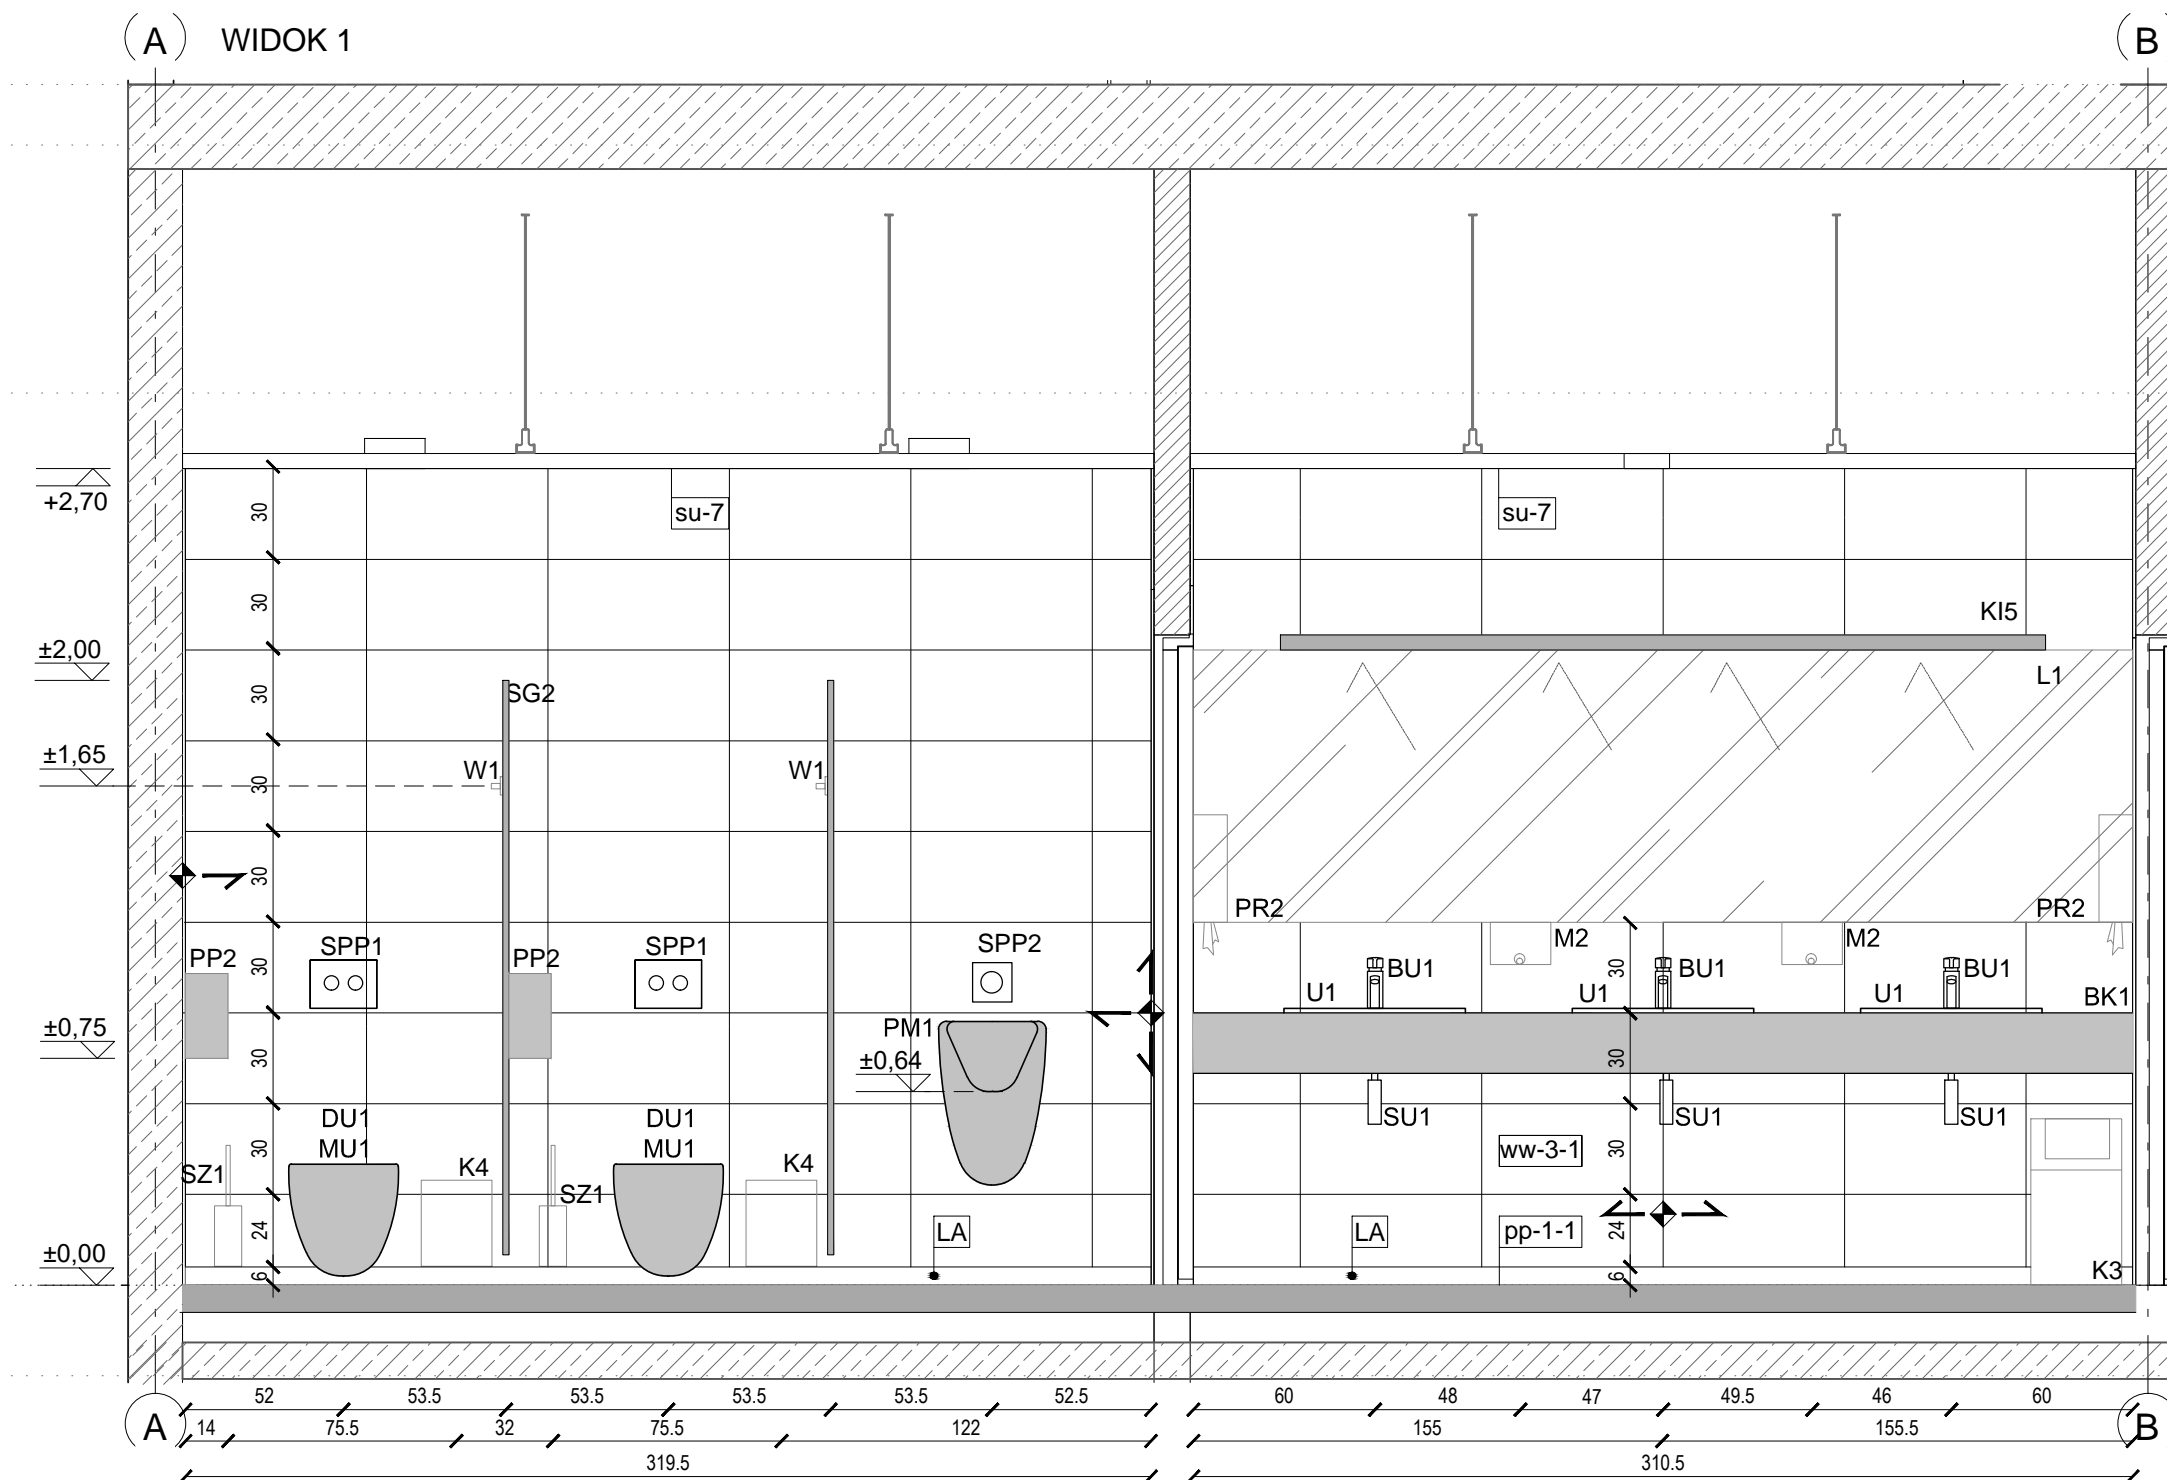 A WIDOK 1 B
+2,70
30 su-7 su-7
30 KI5
±2,00
30 SG2 L1
±1,65
W1 30 W1
30
PR2 PR2
PP2 SPP1 PP2 SPP1 SPP2 M2 M2
30 30 BU1 BU1 BU1
U1 U1 U1 BK1
±0,75 30 PM1 30
±0,64
DU1 DU1 SU1 SU1 SU1
MU1 MU1
30 ww-3-1 30
SZ1 K4 SZ1 K4
24 LA LA pp-1-1 24
±0,00 6 6 K3
52 53.5 53.5 53.5 53.5 52.5 60 48 47 49.5 46 60
A 14 75.5 32 75.5 122 155 155.5 B
319.5 310.5